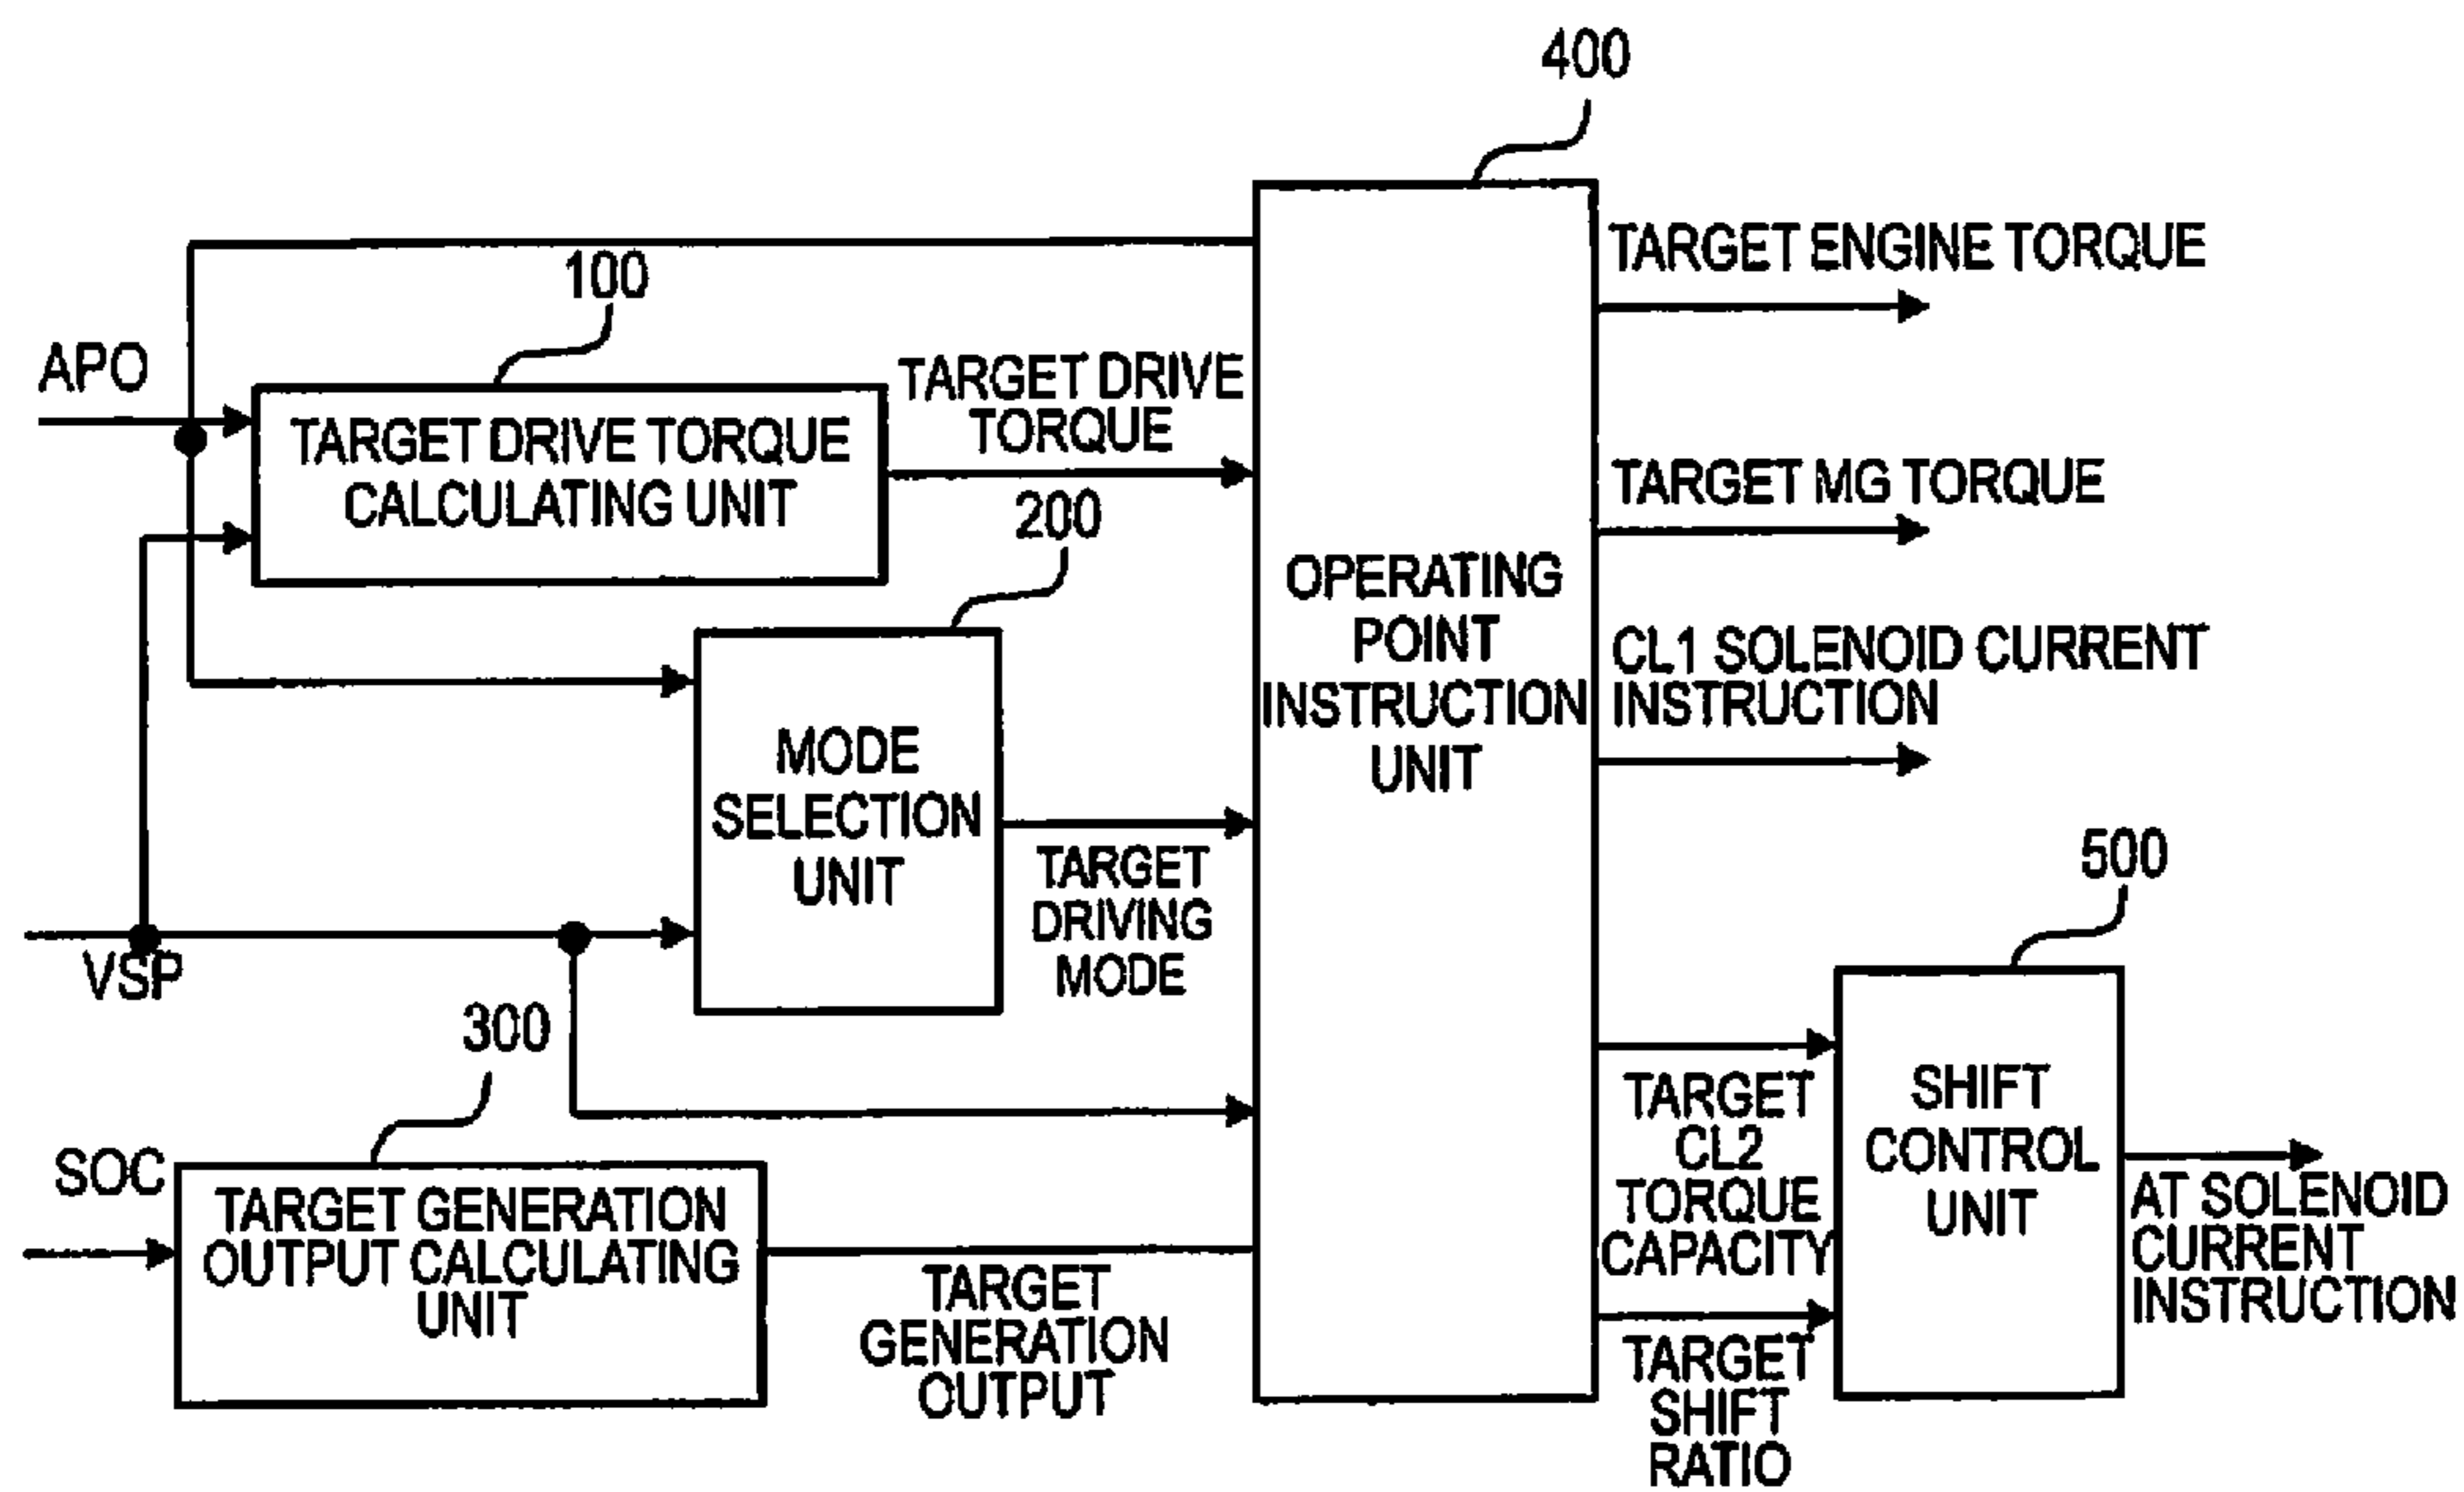 400
TARGET ENGINE TORQUE
100
APO
TARGET DRIVE
TORQUE
TARGET DRIVE TORQUE
CALCULATING UNIT
TARGET MG TORQUE
200
OPERATING
POINT
INSTRUCTION
UNIT
CL1 SOLENOID CURRENT
INSTRUCTION
MODE
SELECTION
UNIT
TARGET
DRIVING
MODE
500
VSP
300
SOC
TARGET GENERATION
OUTPUT CALCULATING
UNIT
TARGET
GENERATION
OUTPUT
TARGET
CL2
TORQUE
CAPACITY
SHIFT
CONTROL
UNIT
AT SOLENOID
CURRENT
INSTRUCTION
TARGET
SHIFT
RATIO